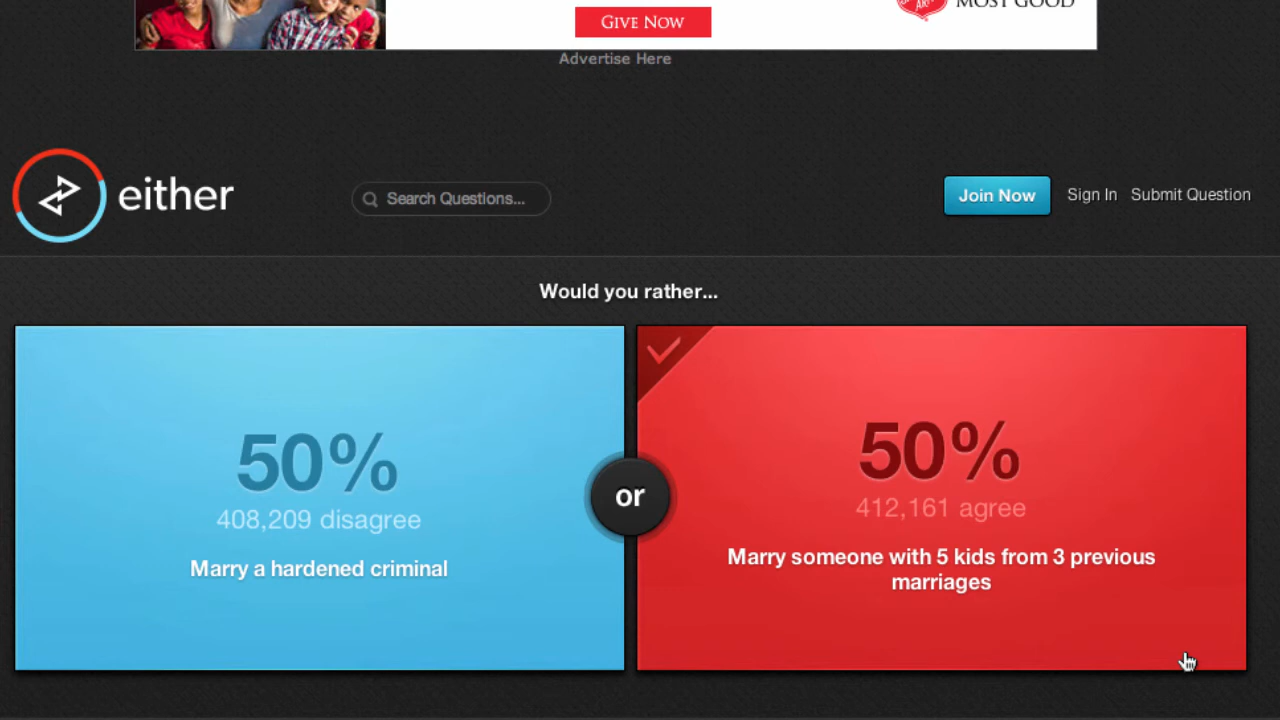 GIVE NOW
MOST GOOD
Advertise Here
either
Search Questions...
Join Now
Sign In
Submit Question
Would you rather...
50%
408,209 disagree
Marry a hardened criminal
or
50%
412,161 agree
Marry someone with 5 kids from 3 previous
marriages